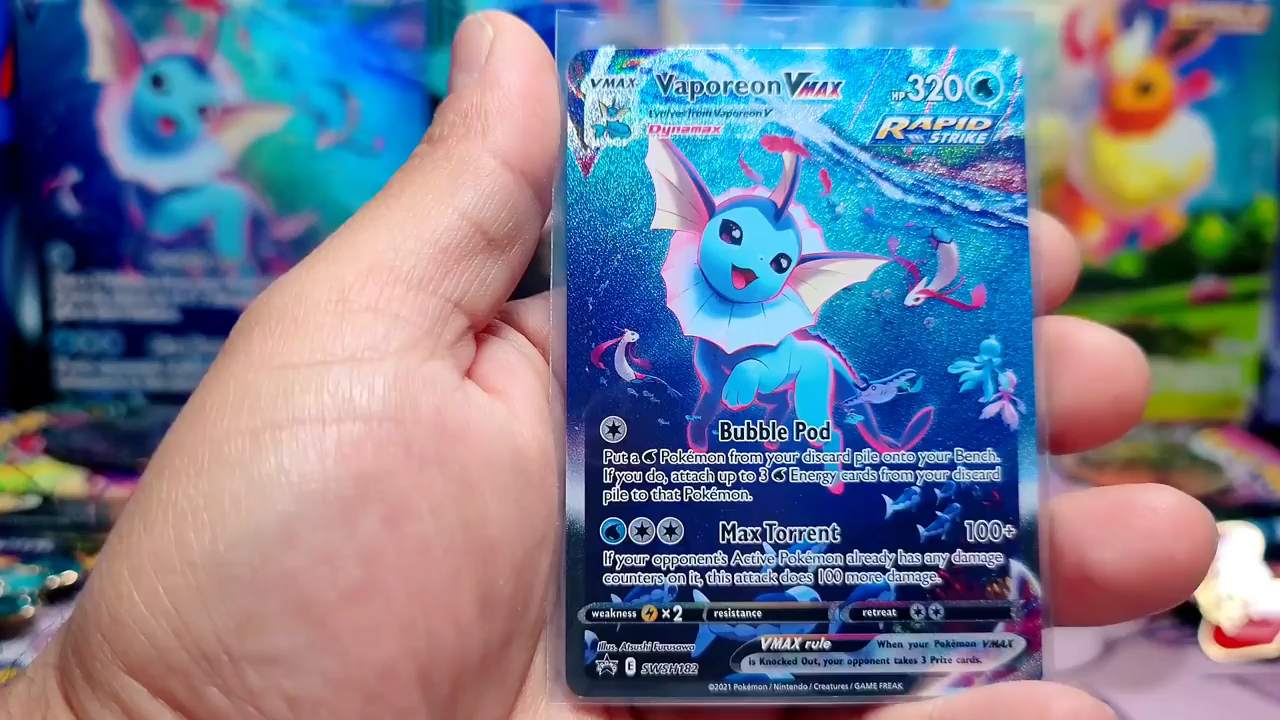 VMAX Vaporeon VMAX HP 320
Evolves from Vaporeon V
Dynamax
RAPID
STRIKE
Bubble Pod
Put a Pokémon from your discard pile onto your Bench.
If you do, attach up to 3 Energy cards from your discard
pile to that Pokémon.
Max Torrent 100+
If your opponent's Active Pokémon already has any damage
counters on it, this attack does 100 more damage.
weakness ×2 resistance retreat
Illus. Atsushi Furusawa
E SWSH182
VMAX rule When your Pokémon VMAX
is Knocked Out, your opponent takes 3 Prize cards.
©2021 Pokémon / Nintendo / Creatures / GAME FREAK